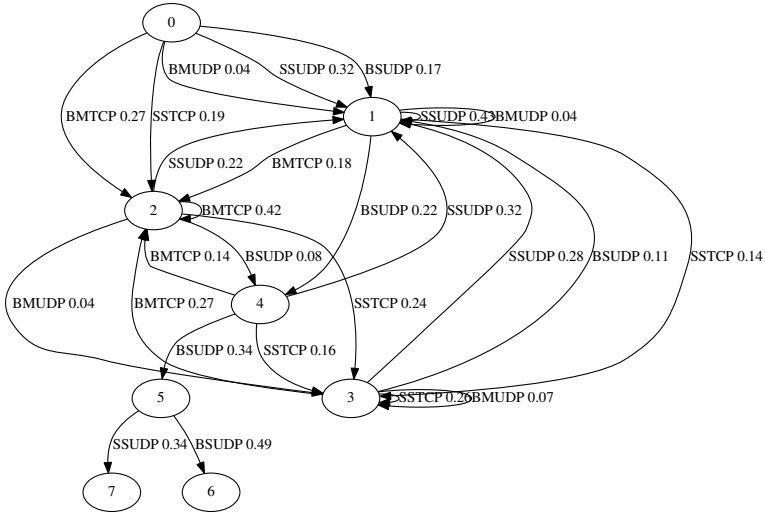 0
BMUDP 0.04
SSUDP 0.32
BSUDP 0.17
BMTCP 0.27
SSTCP 0.19
1
SSUDP 0.43
BMUDP 0.04
SSUDP 0.22
BMTCP 0.18
2
BMTCP 0.42
BSUDP 0.22
SSUDP 0.32
BMTCP 0.14
BSUDP 0.08
SSUDP 0.28
BSUDP 0.11
SSTCP 0.14
BMUDP 0.04
BMTCP 0.27
4
SSTCP 0.24
BSUDP 0.34
SSTCP 0.16
5
3
SSTCP 0.26
BMUDP 0.07
SSUDP 0.34
BSUDP 0.49
7
6